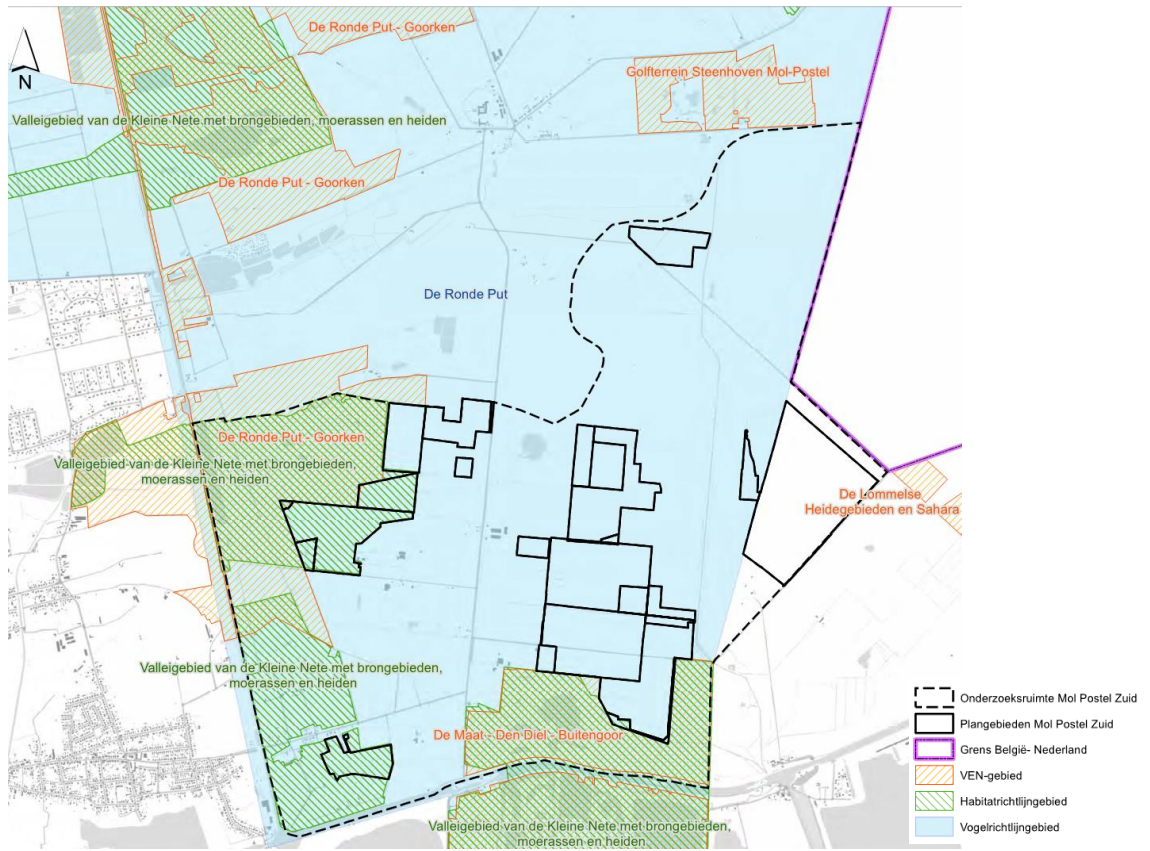 De Ronde Put - Goorken
N
Golfterrein Steenhoven Mol-Postel
Valleigebied van de Kleine Nete met brongebieden, moerassen en heiden
De Ronde Put - Goorken
De Ronde Put
De Ronde Put - Goorken
Valleigebied van de Kleine Nete met brongebieden,
moerassen en heiden
De Lommelse
Heidegebieden en Sahara
Valleigebied van de Kleine Nete met brongebieden,
moerassen en heiden
De Maat - Den Diel - Buitengoor
Valleigebied van de Kleine Nete met brongebieden,
moerassen en heiden
Onderzoeksruimte Mol Postel Zuid
Plangebieden Mol Postel Zuid
Grens België- Nederland
VEN-gebied
Habitatrichtlijngebied
Vogelrichtlijngebied